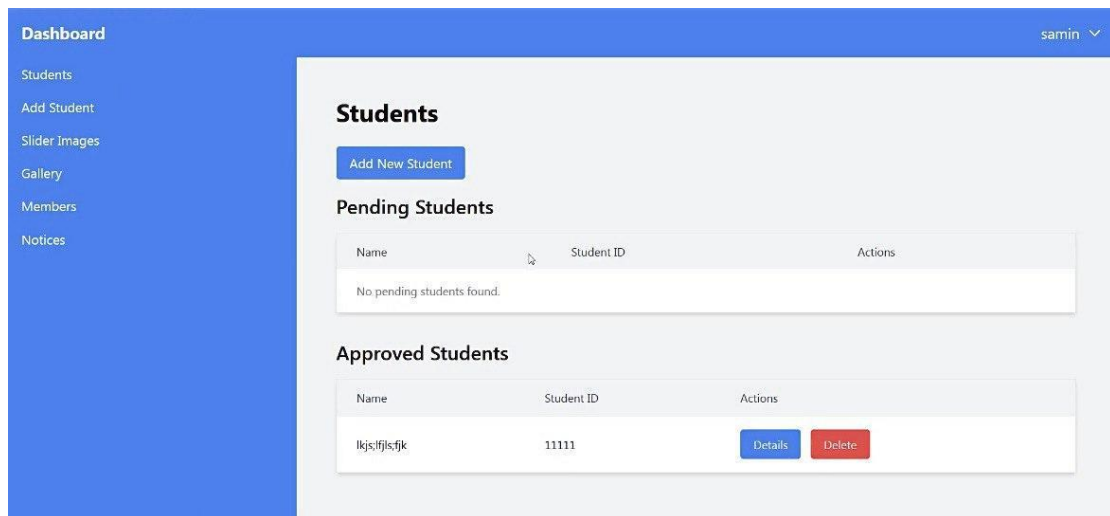 Dashboard
samin
Students
Add Student
Slider Images
Gallery
Members
Notices
Students
Add New Student
Pending Students
Name Student ID Actions
No pending students found.
Approved Students
Name Student ID Actions
lkjs;lfjls;fjk 11111 Details Delete